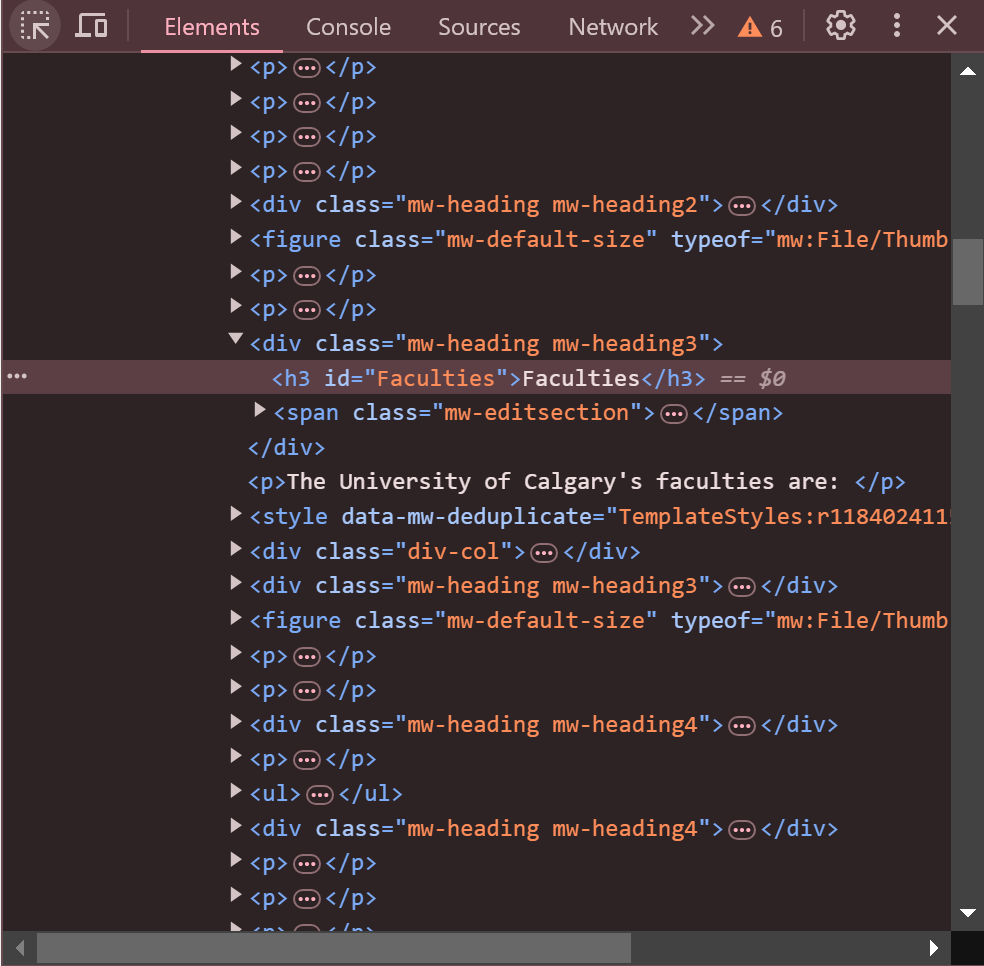 Elements Console Sources Network 6
<p>…</p>
<p>…</p>
<p>…</p>
<p>…</p>
<div class="mw-heading mw-heading2">…</div>
<figure class="mw-default-size" typeof="mw:File/Thumb
<p>…</p>
<p>…</p>
<div class="mw-heading mw-heading3">
… <h3 id="Faculties">Faculties</h3> == $0
<span class="mw-editsection">…</span>
</div>
<p>The University of Calgary's faculties are: </p>
<style data-mw-deduplicate="TemplateStyles:r1184024115
<div class="div-col">…</div>
<div class="mw-heading mw-heading3">…</div>
<figure class="mw-default-size" typeof="mw:File/Thumb
<p>…</p>
<p>…</p>
<div class="mw-heading mw-heading4">…</div>
<p>…</p>
<ul>…</ul>
<div class="mw-heading mw-heading4">…</div>
<p>…</p>
<p>…</p>
<p>…</p>